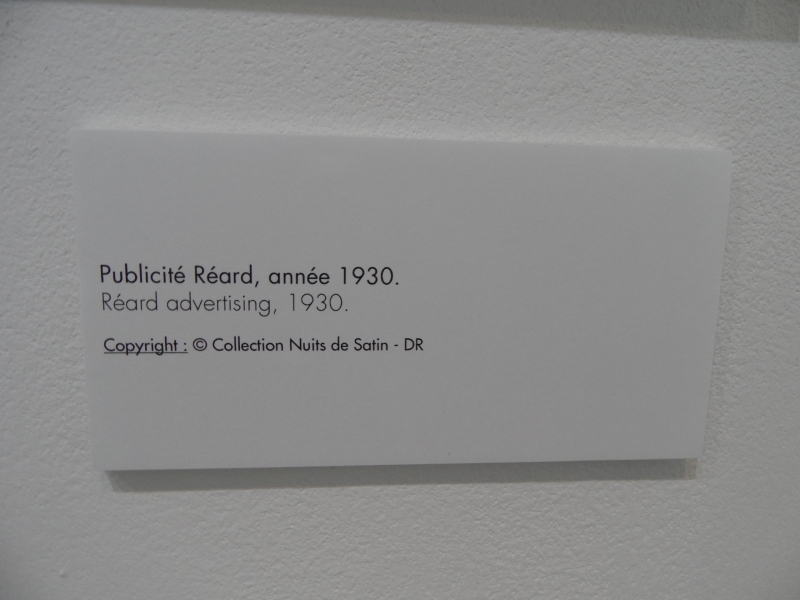 Publicité Réard, année 1930.
Réard advertising, 1930.
Copyright : © Collection Nuits de Satin - DR